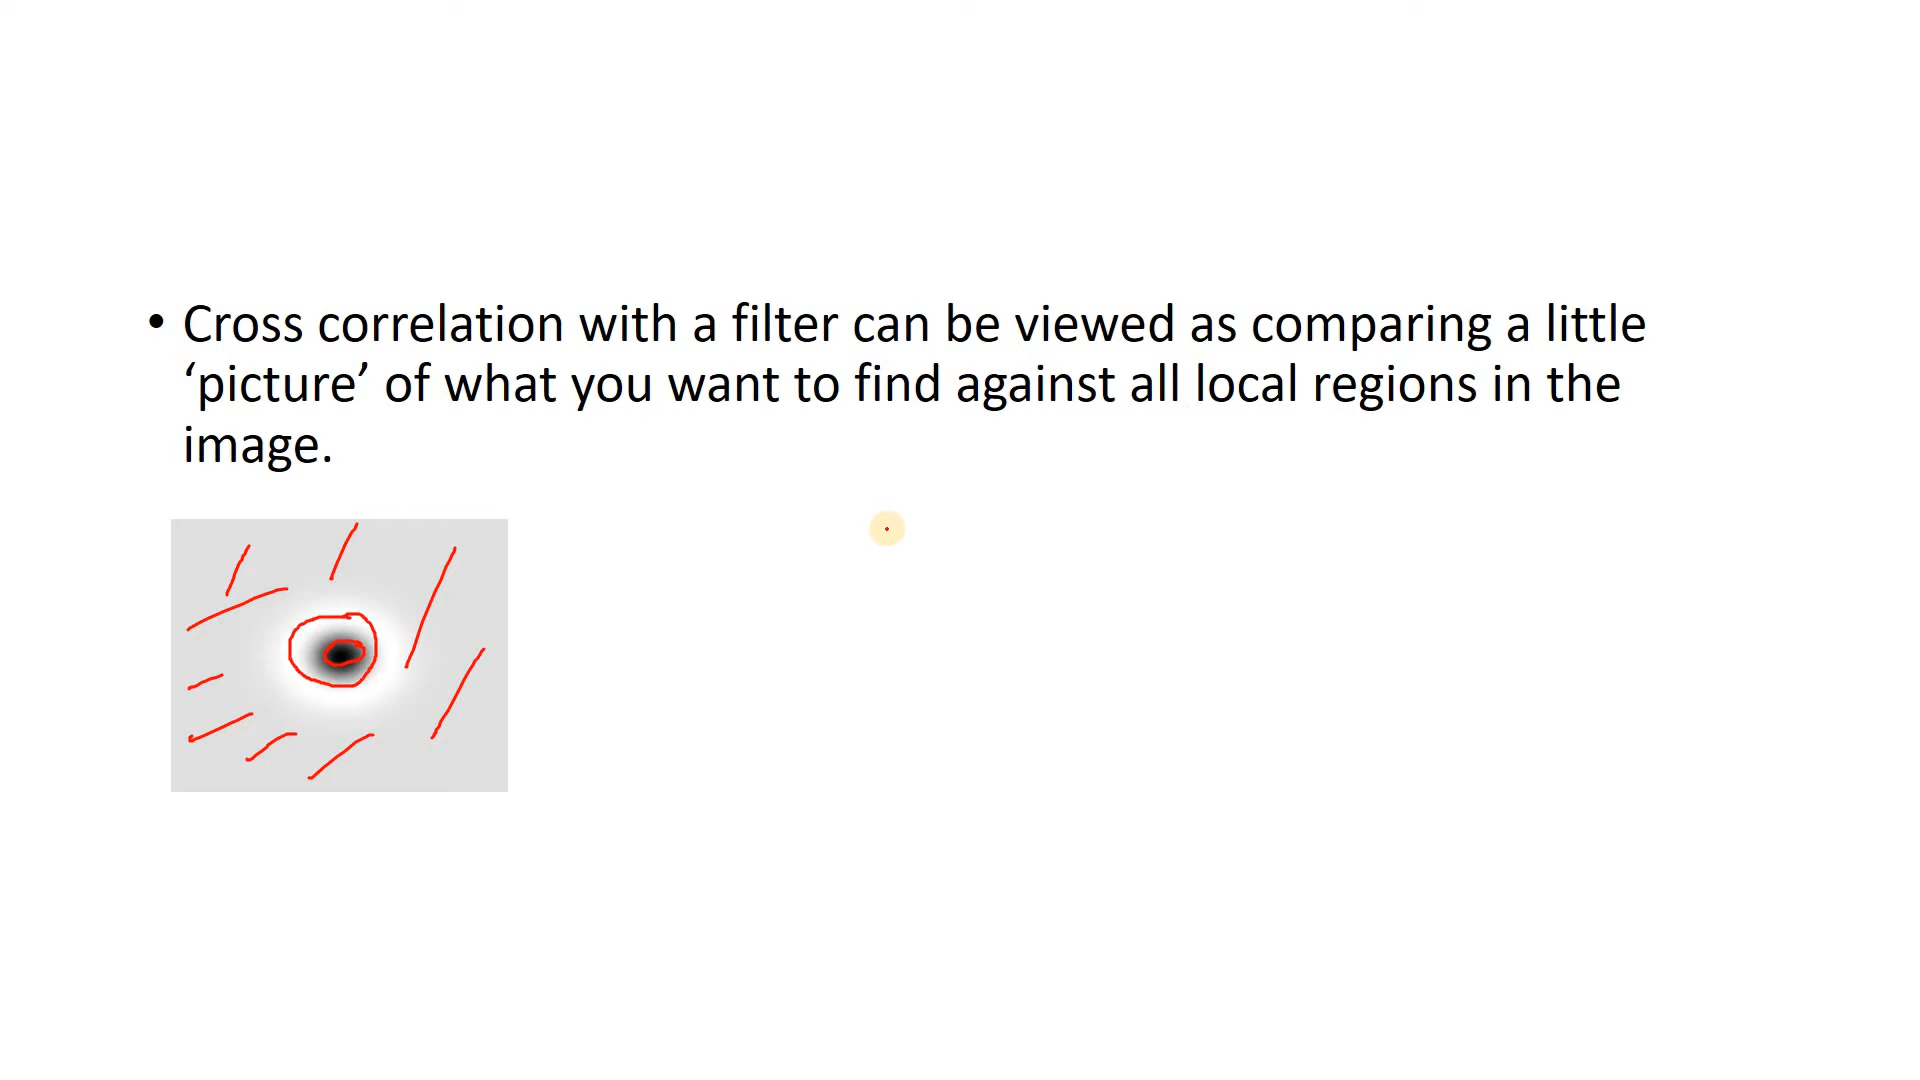 • Cross correlation with a filter can be viewed as comparing a little
‘picture’ of what you want to find against all local regions in the
image.